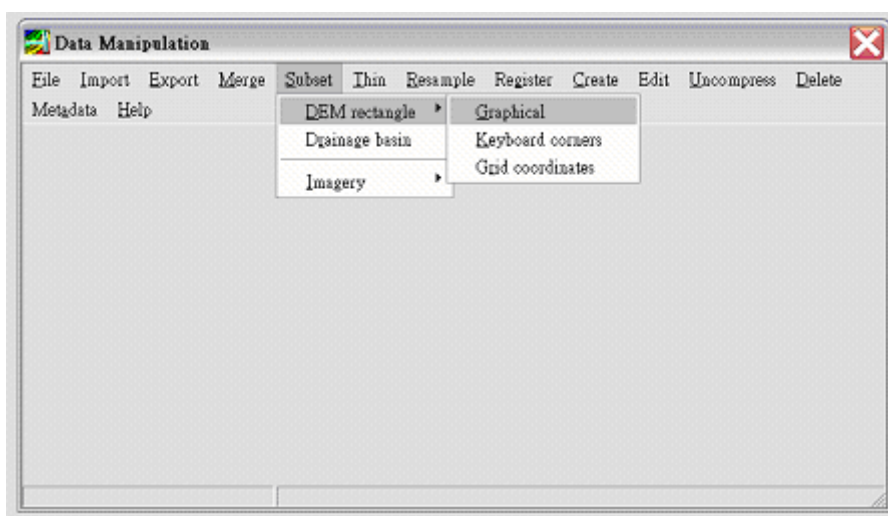 Data Manipulation
File Import Export Merge Subset Thin Resample Register Create Edit Uncompress Delete
Metadata Help
DEM rectangle
Graphical
Drainage basin
Keyboard corners
Grid coordinates
Imagery